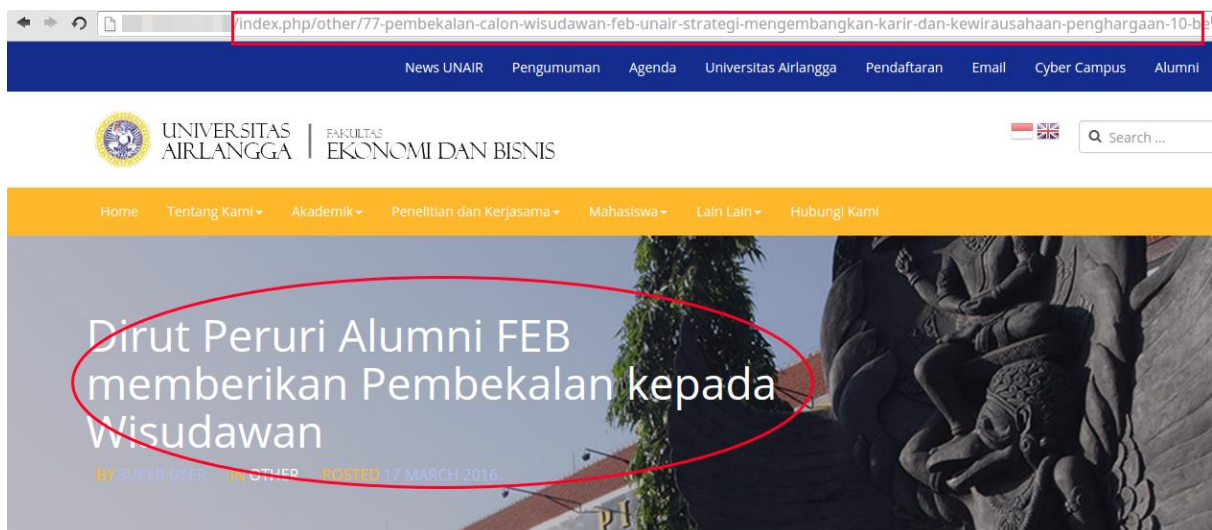 /index.php/other/77-pembekalan-calon-wisudawan-feb-unair-strategi-mengembangkan-karir-dan-kewirausahaan-penghargaan-10-be
News UNAIR Pengumuman Agenda Universitas Airlangga Pendaftaran Email Cyber Campus Alumni
UNIVERSITAS AIRLANGGA
FAKULTAS
EKONOMI DAN BISNIS
Search ...
Home Tentang Kami Akademik Penelitian dan Kerjasama Mahasiswa Lain Lain Hubungi Kami
Dirut Peruri Alumni FEB
memberikan Pembekalan kepada
Wisudawan
BY SUPER USER IN OTHER POSTED 17 MARCH 2016